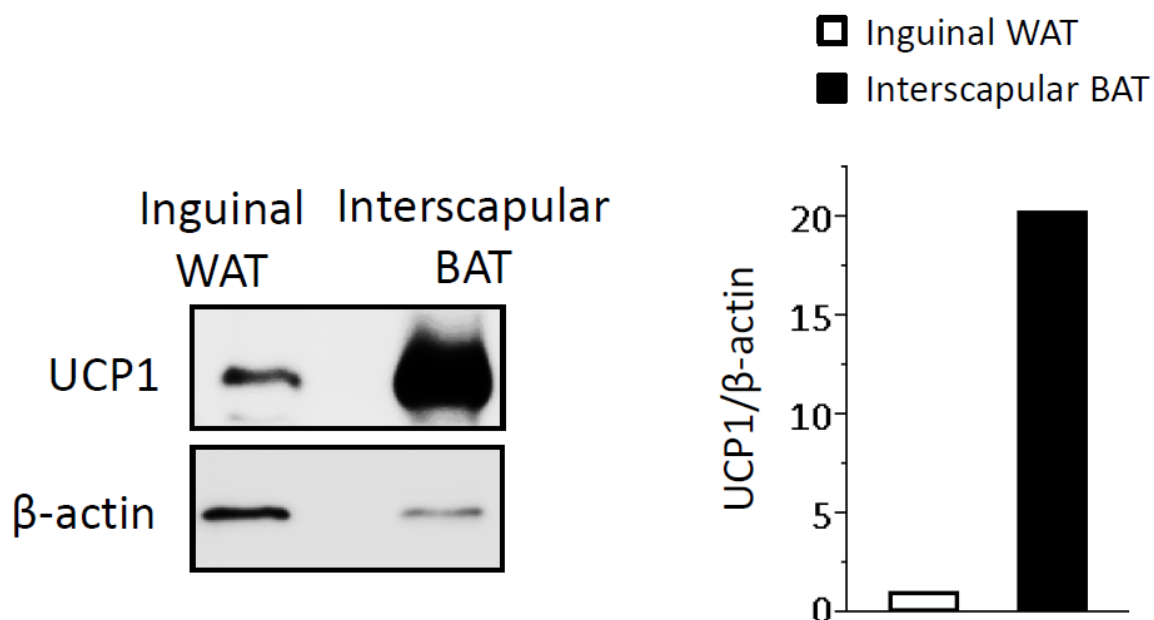 Inguinal WAT
Interscapular BAT
Inguinal Interscapular
WAT BAT
UCP1
β-actin
UCP1/β-actin
20
15
10
5
0